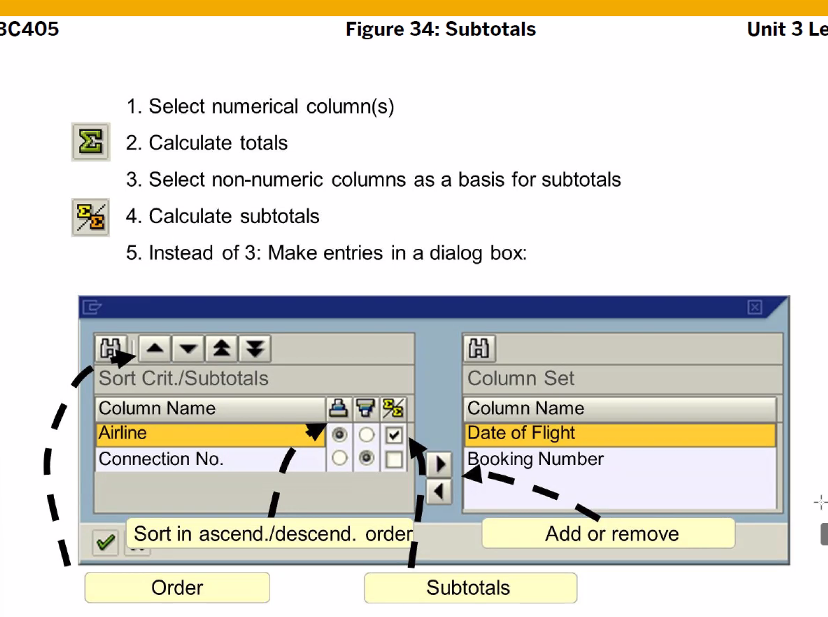 BC405
Figure 34: Subtotals
Unit 3 Le
1. Select numerical column(s)
2. Calculate totals
3. Select non-numeric columns as a basis for subtotals
4. Calculate subtotals
5. Instead of 3: Make entries in a dialog box:
Sort Crit./Subtotals
Column Name
Airline
Connection No.
Column Set
Column Name
Date of Flight
Booking Number
Sort in ascend./descend. order
Add or remove
Order
Subtotals